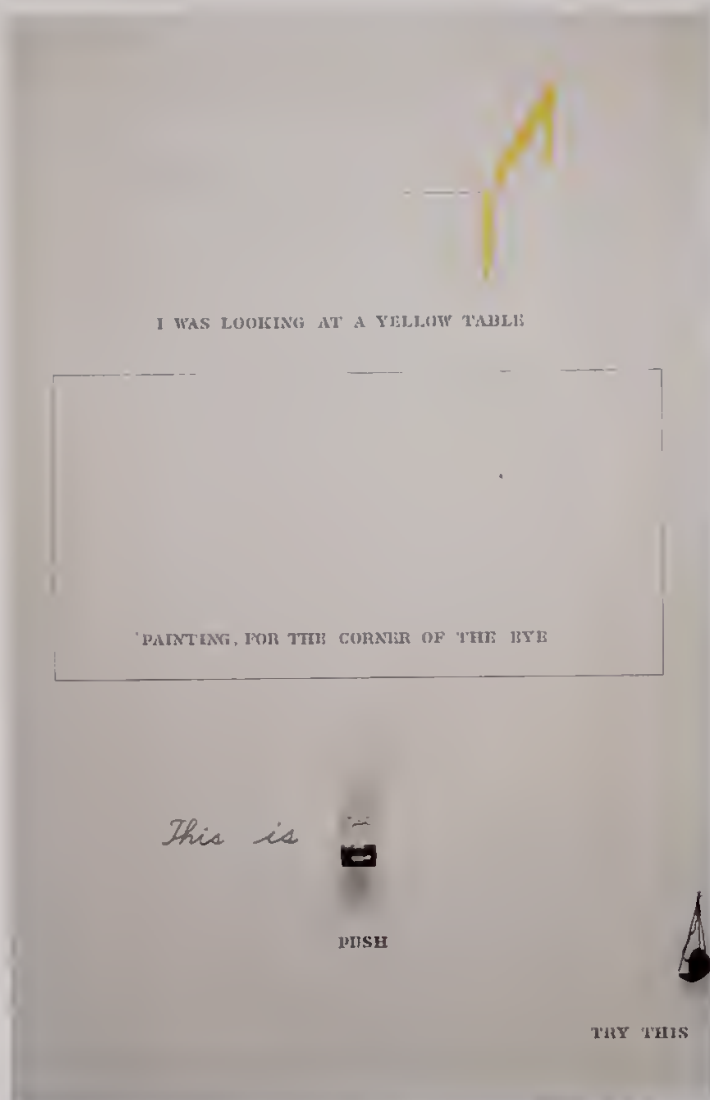 I WAS LOOKING AT A YELLOW TABLE
'PAINTING, FOR THE CORNER OF THE EYE
This is
PUSH
TRY THIS